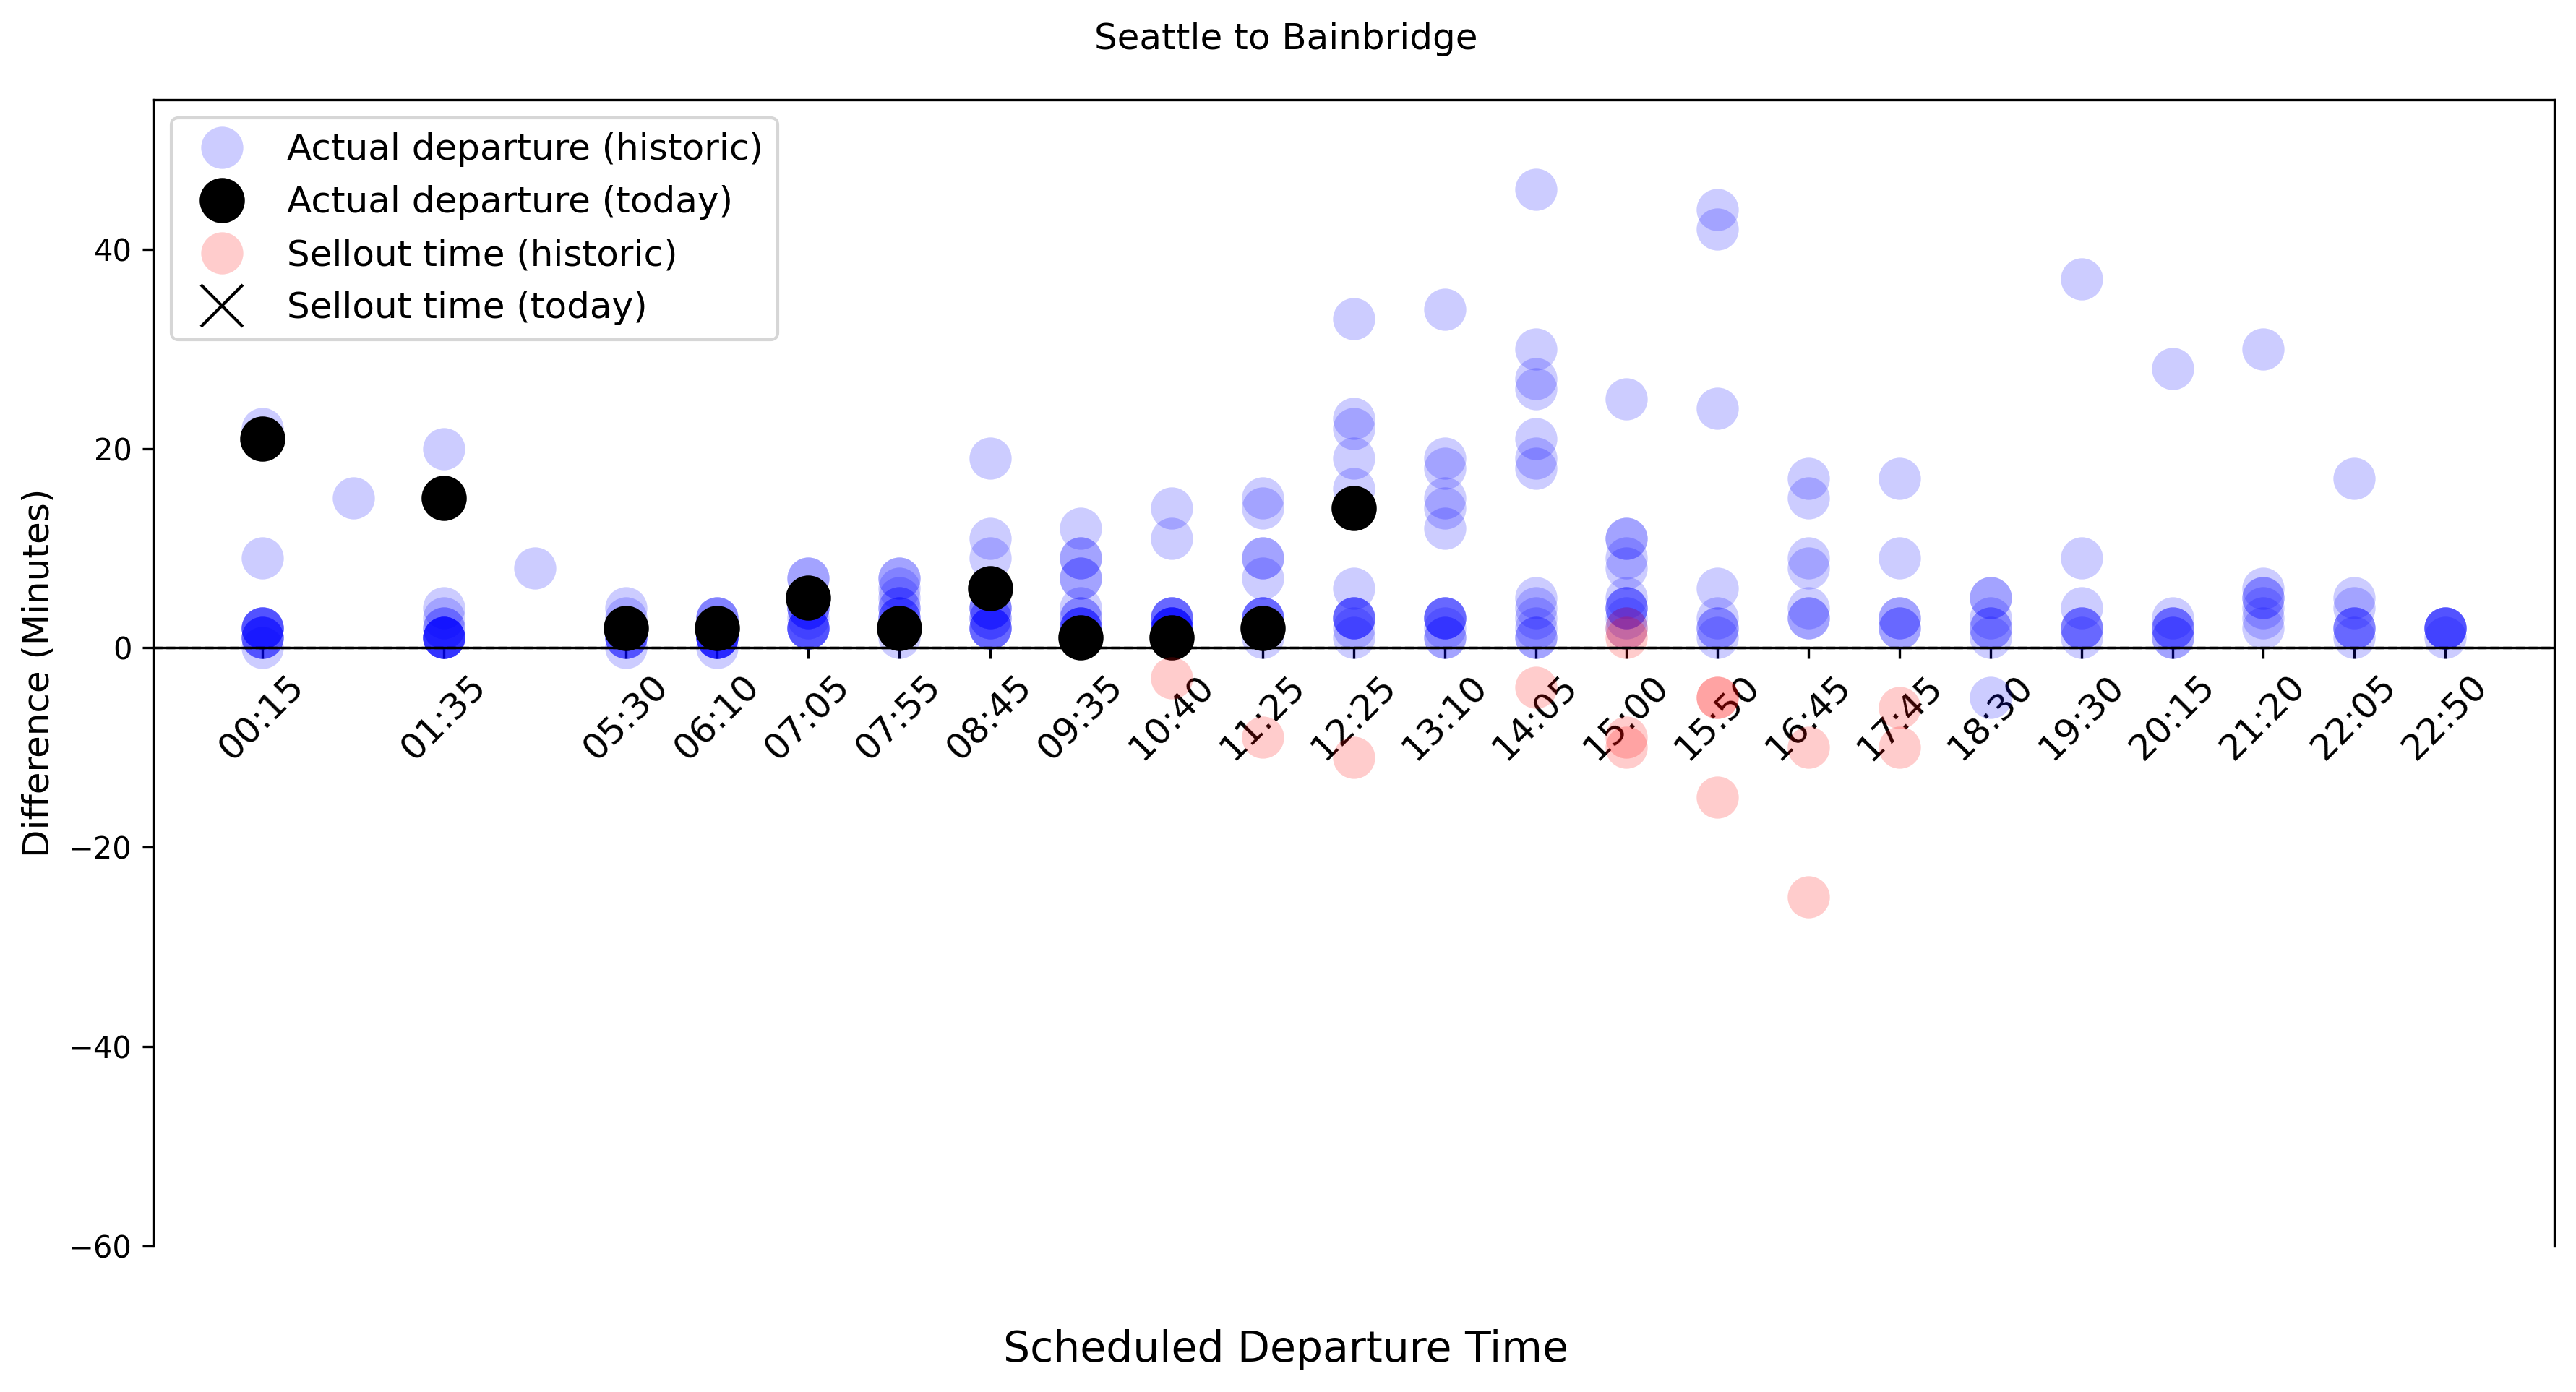 Seattle to Bainbridge
Actual departure (historic)
Actual departure (today)
Sellout time (historic)
Sellout time (today)
Difference (Minutes)
40
20
0
−20
−40
−60
00:15 01:35 05:30 06:10 07:05 07:55 08:45 09:35 10:40 11:25 12:25 13:10 14:05 15:00 15:50 16:45 17:45 18:30 19:30 20:15 21:20 22:05 22:50
Scheduled Departure Time